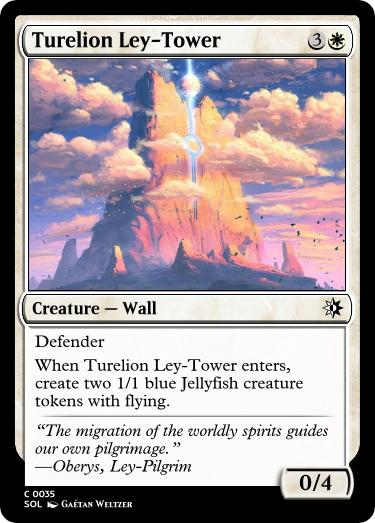 Turelion Ley-Tower 3
Creature — Wall
Defender
When Turelion Ley-Tower enters,
create two 1/1 blue Jellyfish creature
tokens with flying.
“The migration of the worldly spirits guides
our own pilgrimage.”
—Oberys, Ley-Pilgrim
0/4
C 0035
SOL Gaétan Weltzer